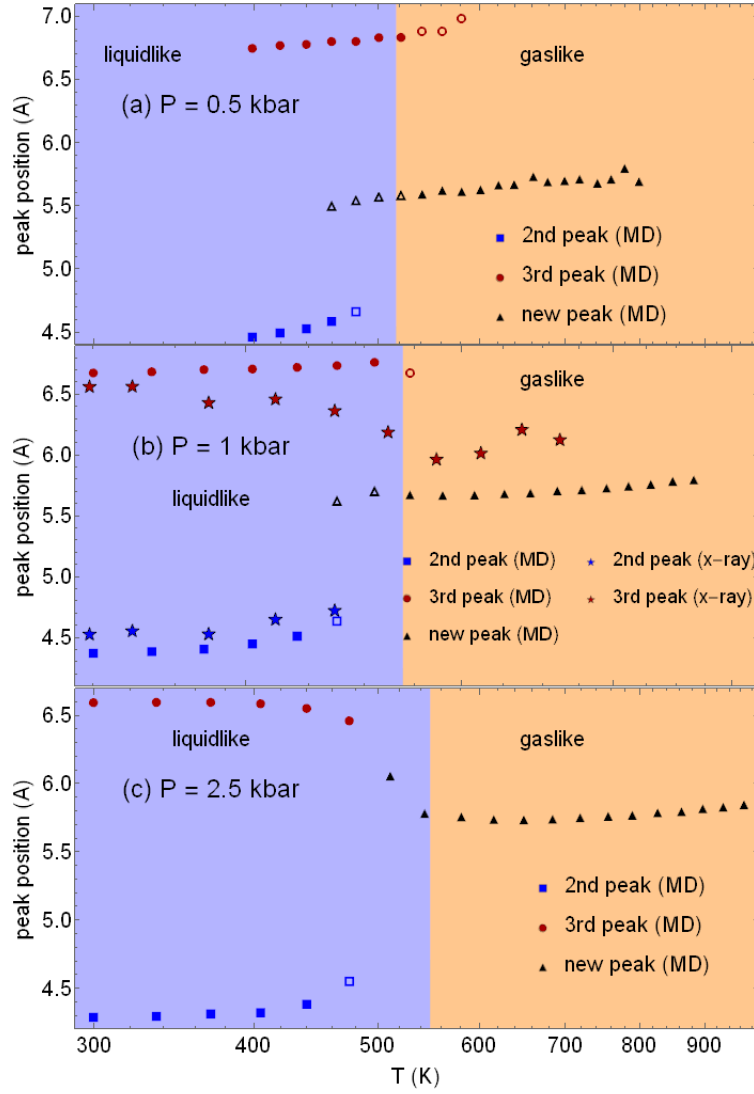 7.0
liquidlike
gaslike
6.5
(a) P = 0.5 kbar
6.0
peak position (A)
5.5
2nd peak (MD)
5.0
3rd peak (MD)
new peak (MD)
4.5
gaslike
6.5
(b) P = 1 kbar
6.0
peak position (A)
liquidlike
5.5
2nd peak (MD)
2nd peak (x-ray)
5.0
3rd peak (MD)
3rd peak (x-ray)
new peak (MD)
4.5
6.5
liquidlike
gaslike
(c) P = 2.5 kbar
6.0
peak position (A)
5.5
2nd peak (MD)
5.0
3rd peak (MD)
new peak (MD)
4.5
300 400 500 600 700 800 900
T (K)